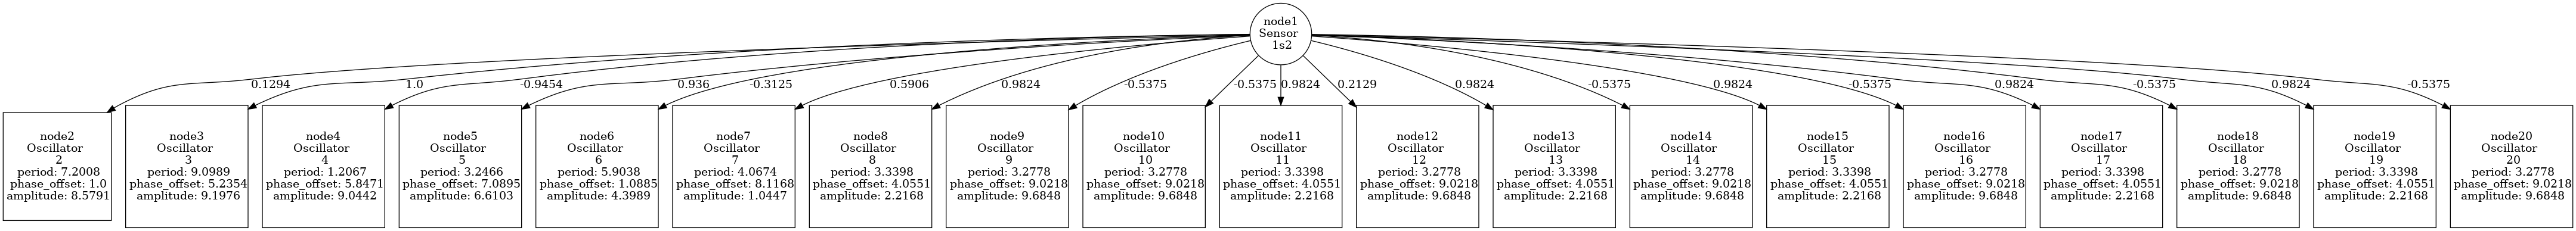 node1
Sensor
1s2
0.1294
1.0
-0.9454
0.936
-0.3125
0.5906
0.9824
-0.5375
-0.5375
0.9824
0.2129
0.9824
-0.5375
0.9824
-0.5375
0.9824
-0.5375
0.9824
-0.5375
node2
Oscillator
2
period: 7.2008
phase_offset: 1.0
amplitude: 8.5791
node3
Oscillator
3
period: 9.0989
phase_offset: 5.2354
amplitude: 9.1976
node4
Oscillator
4
period: 1.2067
phase_offset: 5.8471
amplitude: 9.0442
node5
Oscillator
5
period: 3.2466
phase_offset: 7.0895
amplitude: 6.6103
node6
Oscillator
6
period: 5.9038
phase_offset: 1.0885
amplitude: 4.3989
node7
Oscillator
7
period: 4.0674
phase_offset: 8.1168
amplitude: 1.0447
node8
Oscillator
8
period: 3.3398
phase_offset: 4.0551
amplitude: 2.2168
node9
Oscillator
9
period: 3.2778
phase_offset: 9.0218
amplitude: 9.6848
node10
Oscillator
10
period: 3.2778
phase_offset: 9.0218
amplitude: 9.6848
node11
Oscillator
11
period: 3.3398
phase_offset: 4.0551
amplitude: 2.2168
node12
Oscillator
12
period: 3.2778
phase_offset: 9.0218
amplitude: 9.6848
node13
Oscillator
13
period: 3.3398
phase_offset: 4.0551
amplitude: 2.2168
node14
Oscillator
14
period: 3.2778
phase_offset: 9.0218
amplitude: 9.6848
node15
Oscillator
15
period: 3.3398
phase_offset: 4.0551
amplitude: 2.2168
node16
Oscillator
16
period: 3.2778
phase_offset: 9.0218
amplitude: 9.6848
node17
Oscillator
17
period: 3.3398
phase_offset: 4.0551
amplitude: 2.2168
node18
Oscillator
18
period: 3.2778
phase_offset: 9.0218
amplitude: 9.6848
node19
Oscillator
19
period: 3.3398
phase_offset: 4.0551
amplitude: 2.2168
node20
Oscillator
20
period: 3.2778
phase_offset: 9.0218
amplitude: 9.6848